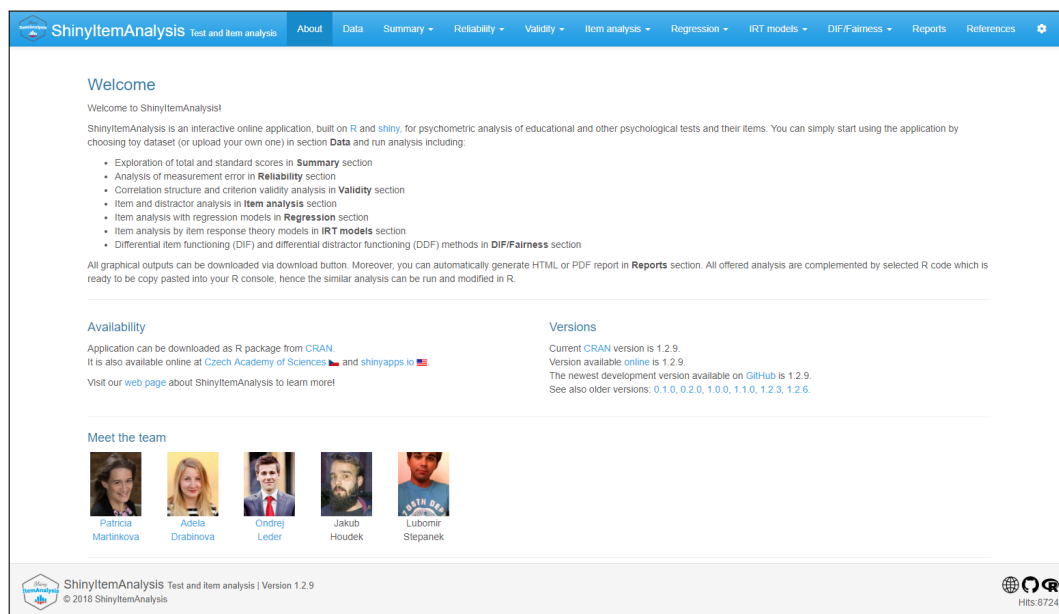 ShinyItemAnalysis Test and item analysis About Data Summary Reliability Validity Item analysis Regression IRT models DIF/Fairness Reports References
Welcome
Welcome to ShinyItemAnalysis!
ShinyItemAnalysis is an interactive online application, built on R and shiny, for psychometric analysis of educational and other psychological tests and their items. You can simply start using the application by
choosing toy dataset (or upload your own one) in section Data and run analysis including:
• Exploration of total and standard scores in Summary section
• Analysis of measurement error in Reliability section
• Correlation structure and criterion validity analysis in Validity section
• Item and distractor analysis in Item analysis section
• Item analysis with regression models in Regression section
• Item analysis by item response theory models in IRT models section
• Differential item functioning (DIF) and differential distractor functioning (DDF) methods in DIF/Fairness section
All graphical outputs can be downloaded via download button. Moreover, you can automatically generate HTML or PDF report in Reports section. All offered analysis are complemented by selected R code which is
ready to be copy pasted into your R console, hence the similar analysis can be run and modified in R.
Availability
Application can be downloaded as R package from CRAN.
It is also available online at Czech Academy of Sciences and shinyapps.io
Visit our web page about ShinyItemAnalysis to learn more!
Versions
Current CRAN version is 1.2.9.
Version available online is 1.2.9.
The newest development version available on GitHub is 1.2.9.
See also older versions: 0.1.0, 0.2.0, 1.0.0, 1.1.0, 1.2.3, 1.2.6.
Meet the team
Patricia
Martinkova
Adela
Drabinova
Ondrej
Leder
Jakub
Houdek
Lubomir
Stepanek
Shiny
ItemAnalysis
ShinyItemAnalysis Test and item analysis | Version 1.2.9
© 2018 ShinyItemAnalysis
Hits:8724